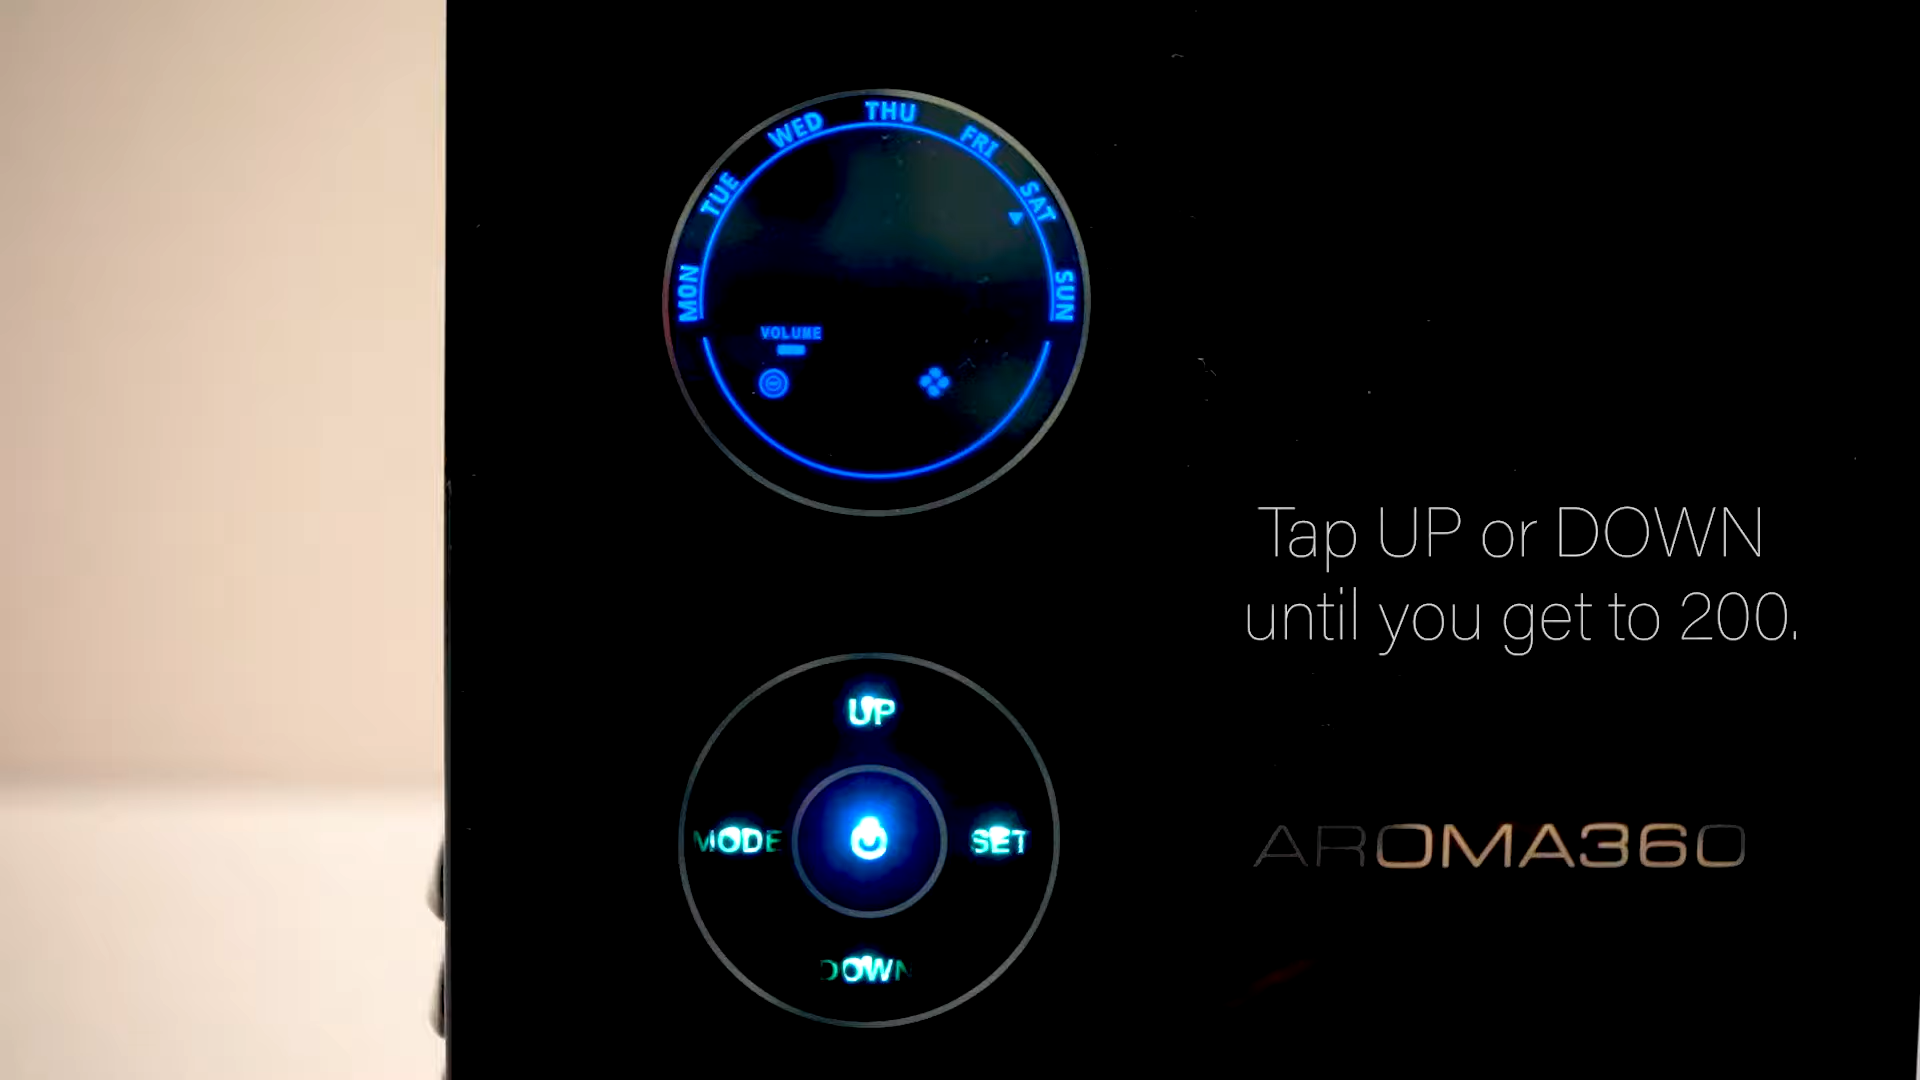 MON TUE WED THU FRI SAT SUN
VOLUME
Tap UP or DOWN
until you get to 200.
UP
MODE
SET
DOWN
AROMA360